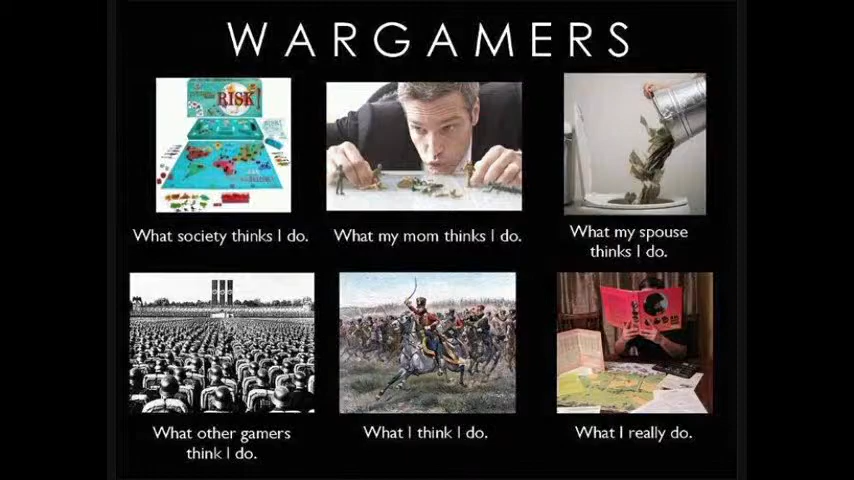 WARGAMERS
RISK!
What society thinks I do.
What my mom thinks I do.
What my spouse
thinks I do.
What other gamers
think I do.
What I think I do.
What I really do.